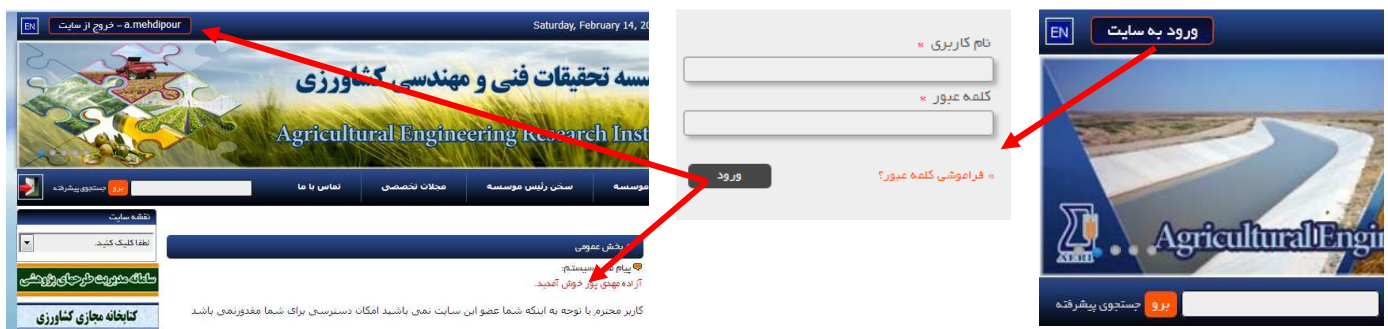 EN
خروج از سایت - a.mehdipour
Saturday, February 14, 20
سسه تحقیقات فنی و مهندسی کشاورزی
Agricultural Engineering Research Inst
موسسه
سخن رئیس موسسه
مجلات تخصصی
تماس با ما
برو
جستجوی پیشرفته
نقشه سایت
لطفا کلیک کنید.
سامانه مدیریت طرحهای پژوهشی
کتابخانه مجازی کشاورزی
بخش عمومی
آزاده مهدی پور خوش آمدید.
کاربر محترم با توجه به اینکه شما عضو این سایت نمی باشید امکان دسترسی برای شما مقدورنمی باشد
نام کاربری *
کلمه عبور *
ورود
» فراموشی کلمه عبور؟
EN
ورود به سایت
AERI
Agricultural Engin
برو
جستجوی پیشرفته